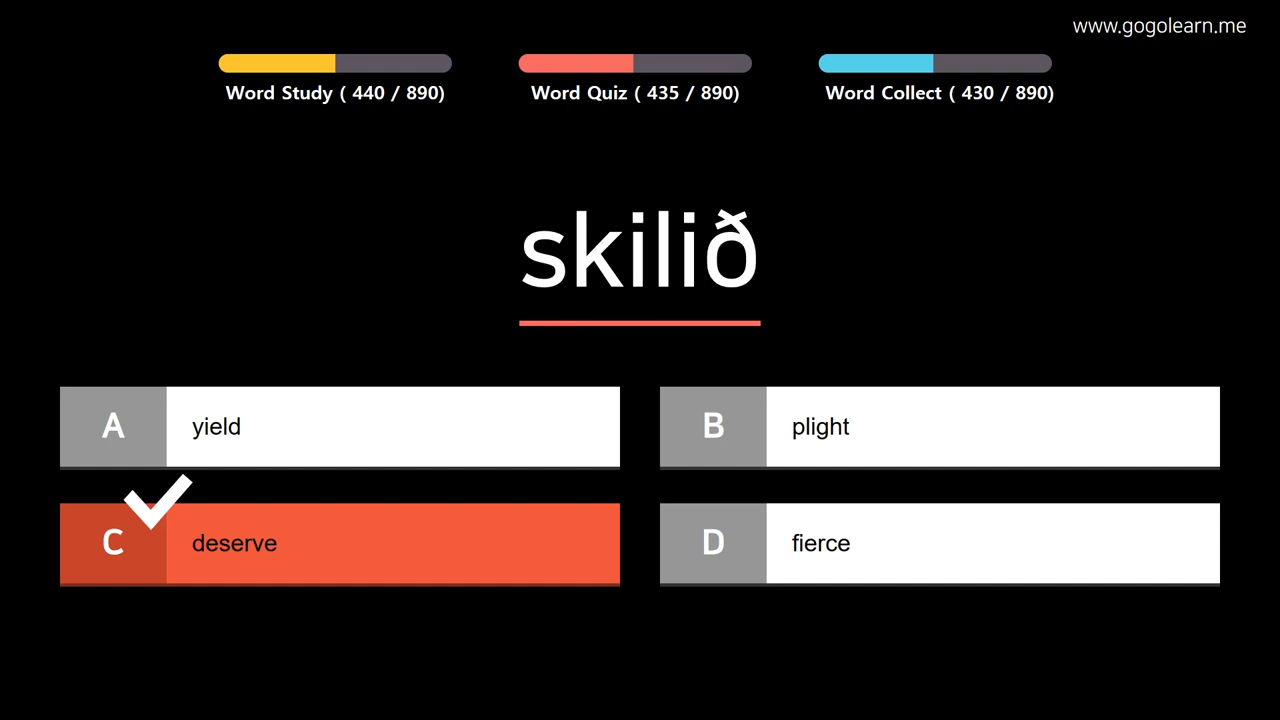 www.gogolearn.me
Word Study ( 440 / 890)
Word Quiz ( 435 / 890)
Word Collect ( 430 / 890)
skilið
A yield
B plight
C deserve
D fierce